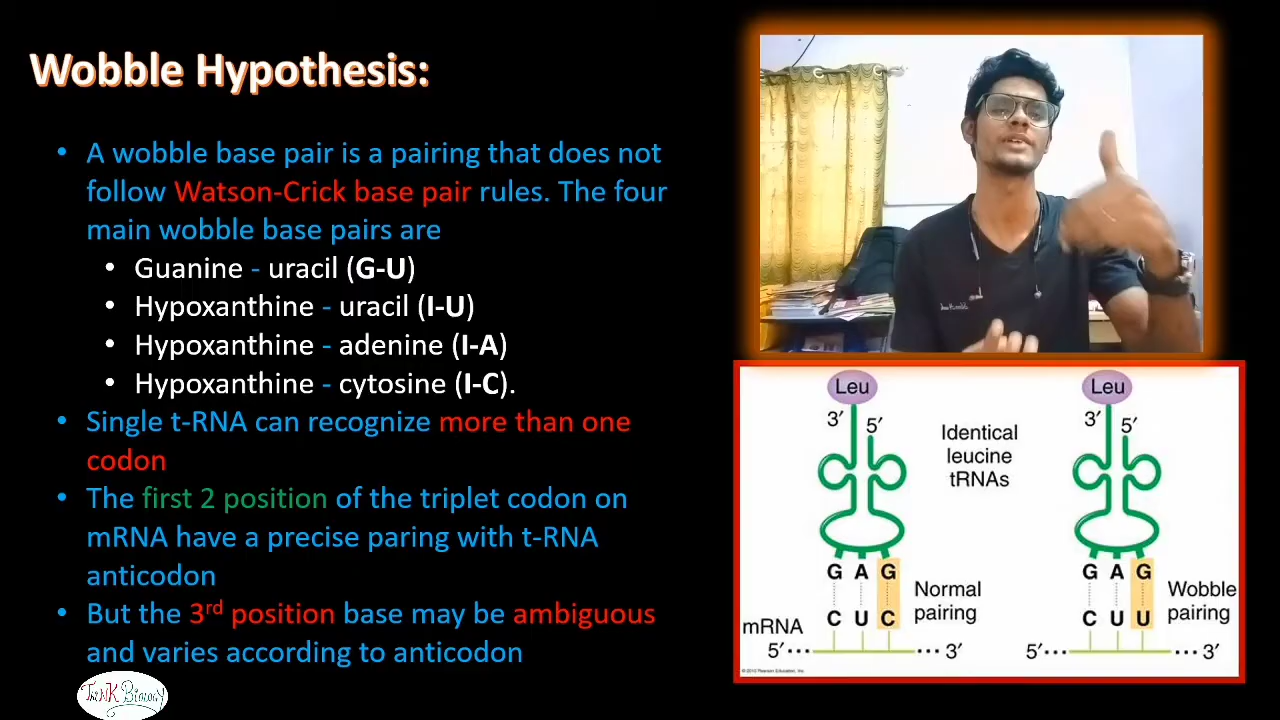 Wobble Hypothesis:
• A wobble base pair is a pairing that does not
follow Watson-Crick base pair rules. The four
main wobble base pairs are
• Guanine - uracil (G-U)
• Hypoxanthine - uracil (I-U)
• Hypoxanthine - adenine (I-A)
• Hypoxanthine - cytosine (I-C).
• Single t-RNA can recognize more than one
codon
• The first 2 position of the triplet codon on
mRNA have a precise paring with t-RNA
anticodon
• But the 3rd position base may be ambiguous
and varies according to anticodon
ThiNK Biology
Leu
3′ 5′
Identical
leucine
tRNAs
Leu
3′ 5′
G A G
Normal
pairing
C U C
mRNA
5′••• •••3′
G A G
Wobble
pairing
C U U
5′••• •••3′